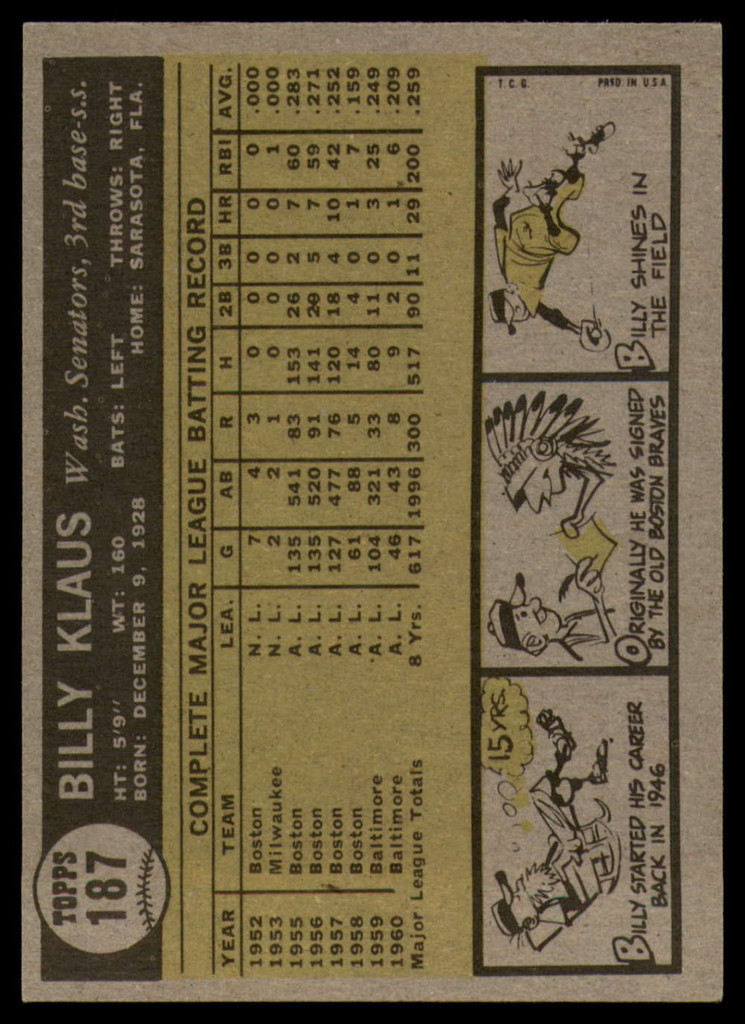 TOPPS
187
BILLY KLAUS Wash. Senators, 3rd base-s.s.
HT: 5'9" WT: 160 BATS: LEFT THROWS: RIGHT
BORN: DECEMBER 9, 1928 HOME: SARASOTA, FLA.
COMPLETE MAJOR LEAGUE BATTING RECORD
YEAR TEAM LEA. G AB R H 2B 3B HR RBI AVG.
1952 Boston N. L. 7 4 3 0 0 0 0 0 .000
1953 Milwaukee N. L. 2 2 1 0 0 0 0 1 .000
1955 Boston A. L. 135 541 83 153 26 2 7 60 .283
1956 Boston A. L. 135 520 91 141 29 5 7 59 .271
1957 Boston A. L. 127 477 76 120 18 4 10 42 .252
1958 Boston A. L. 61 88 5 14 4 0 1 7 .159
1959 Baltimore A. L. 104 321 33 80 11 0 3 25 .249
1960 Baltimore A. L. 46 43 8 9 2 0 1 6 .209
Major League Totals 8 Yrs. 617 1996 300 517 90 11 29 200 .259
15 YRS.
BILLY STARTED HIS CAREER
BACK IN 1946
ORIGINALLY HE WAS SIGNED
BY THE OLD BOSTON BRAVES
T.C.G. PRTD. IN U.S.A.
BILLY SHINES IN
THE FIELD